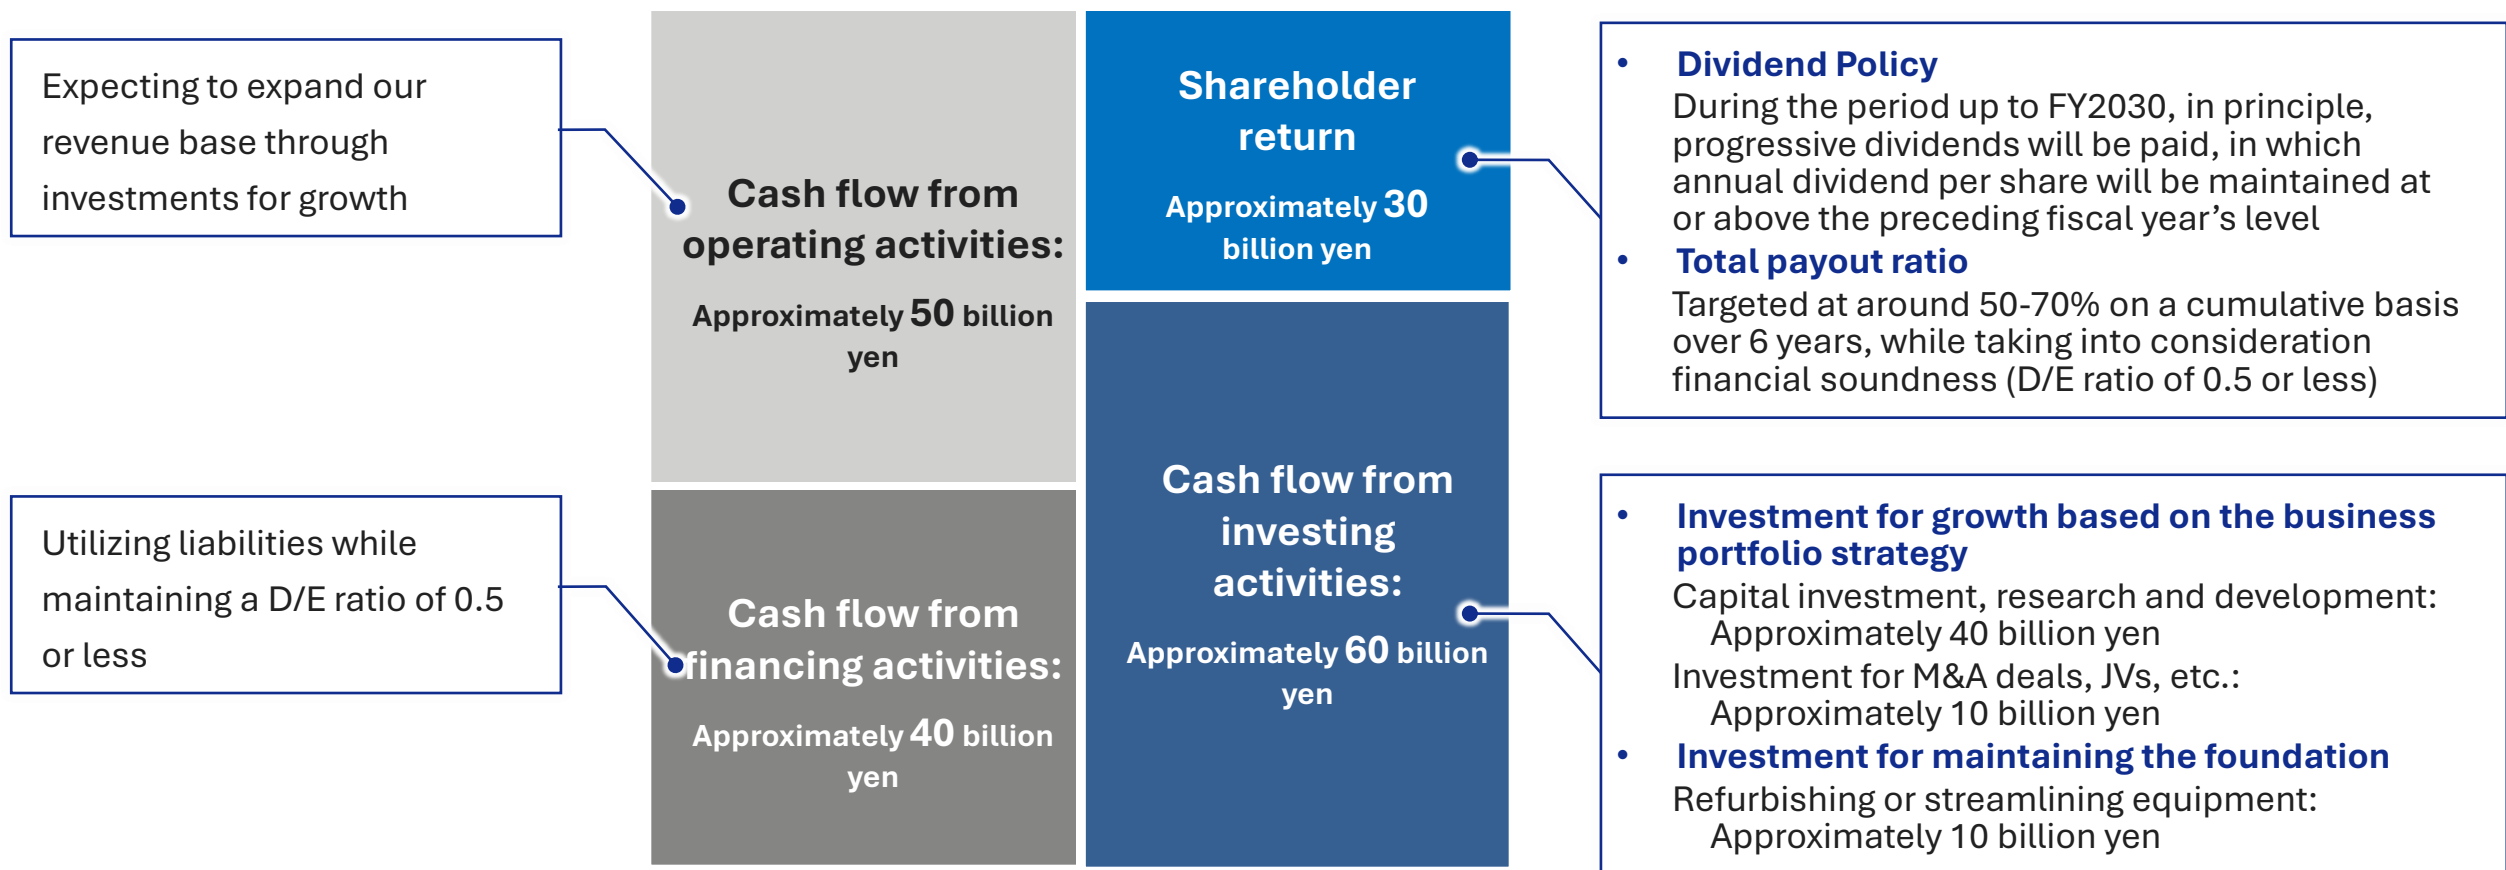 Expecting to expand our
revenue base through
investments for growth
Utilizing liabilities while
maintaining a D/E ratio of 0.5
or less
Cash flow from
operating activities:
Approximately 50 billion
yen
Cash flow from
financing activities:
Approximately 40 billion
yen
Shareholder
return
Approximately 30
billion yen
Cash flow from
investing
activities:
Approximately 60 billion
yen
• Dividend Policy
During the period up to FY2030, in principle,
progressive dividends will be paid, in which
annual dividend per share will be maintained at
or above the preceding fiscal year’s level
• Total payout ratio
Targeted at around 50-70% on a cumulative basis
over 6 years, while taking into consideration
financial soundness (D/E ratio of 0.5 or less)
• Investment for growth based on the business
portfolio strategy
Capital investment, research and development:
Approximately 40 billion yen
Investment for M&A deals, JVs, etc.:
Approximately 10 billion yen
• Investment for maintaining the foundation
Refurbishing or streamlining equipment:
Approximately 10 billion yen